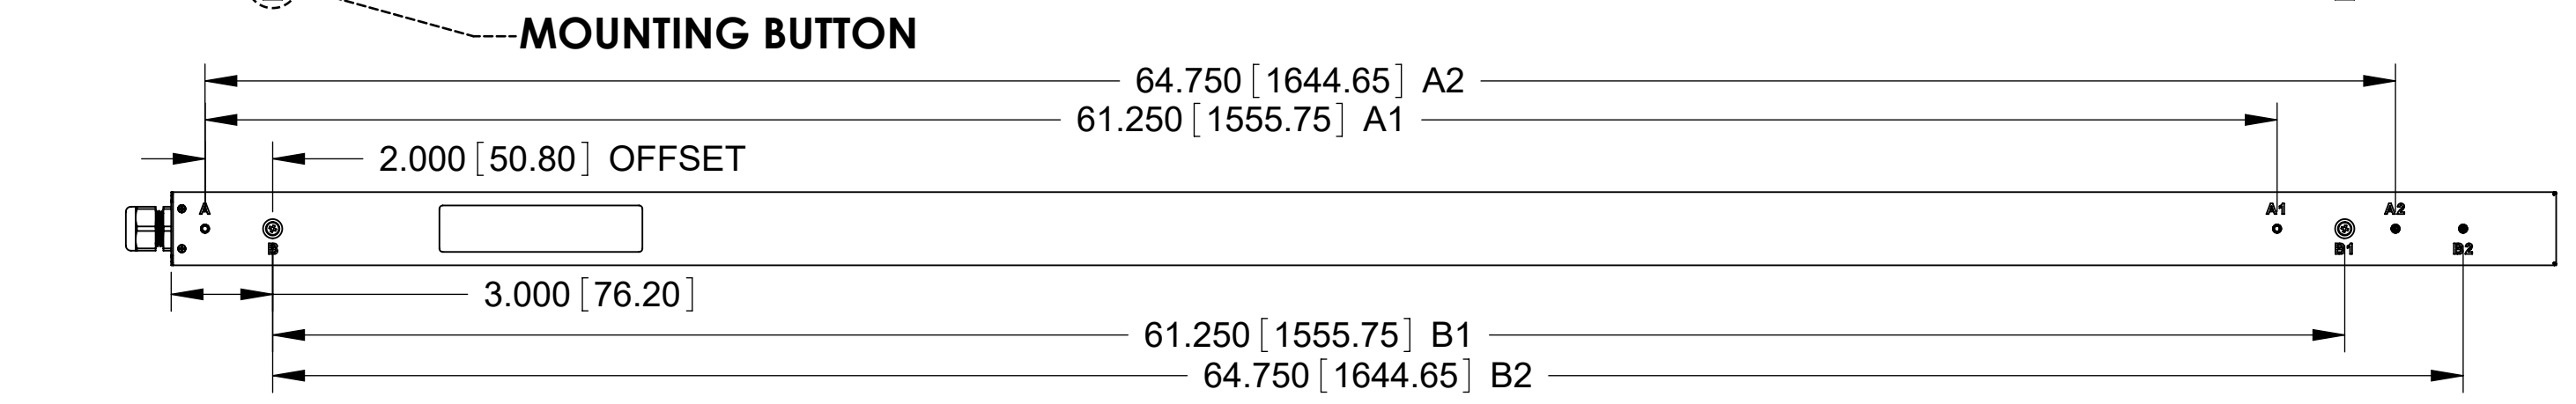 MOUNTING BUTTON
64.750 [1644.65] A2
61.250 [1555.75] A1
2.000 [50.80] OFFSET
A A1 A2
B B1 B2
3.000 [76.20]
61.250 [1555.75] B1
64.750 [1644.65] B2